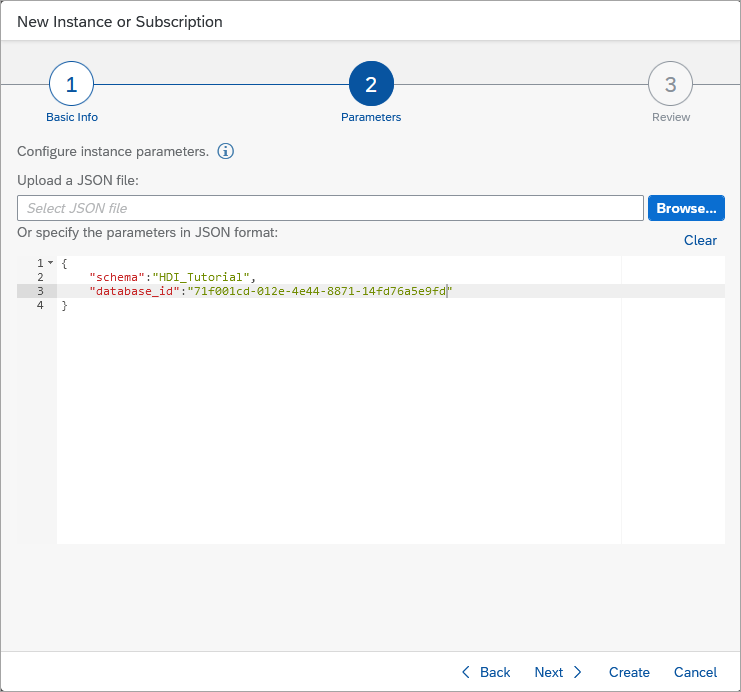 New Instance or Subscription
1 2 3
Basic Info Parameters Review
Configure instance parameters. i
Upload a JSON file:
Select JSON file Browse...
Or specify the parameters in JSON format:
Clear
1 {
2 "schema":"HDI_Tutorial",
3 "database_id":"71f001cd-012e-4e44-8871-14fd76a5e9fd"
4 }
Back Next Create Cancel